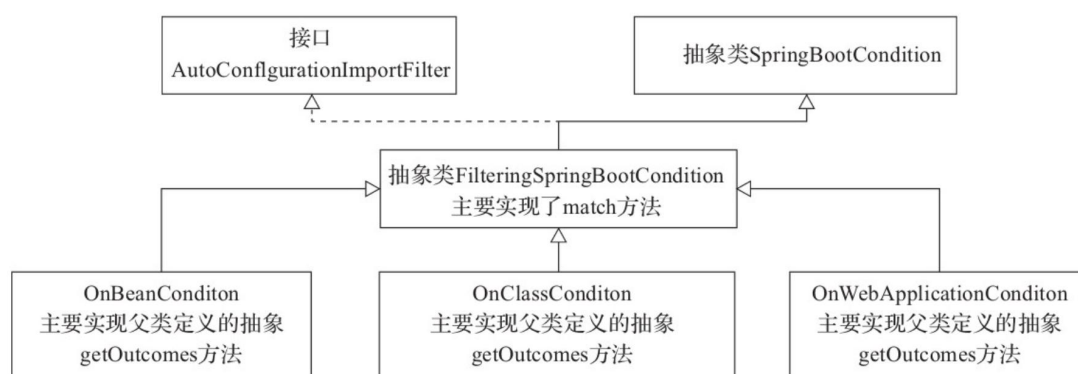 接口
AutoConflgurationImportFilter
抽象类SpringBootCondition
抽象类FilteringSpringBootCondition
主要实现了match方法
OnBeanConditon
主要实现父类定义的抽象
getOutcomes方法
OnClassConditon
主要实现父类定义的抽象
getOutcomes方法
OnWebApplicationConditon
主要实现父类定义的抽象
getOutcomes方法